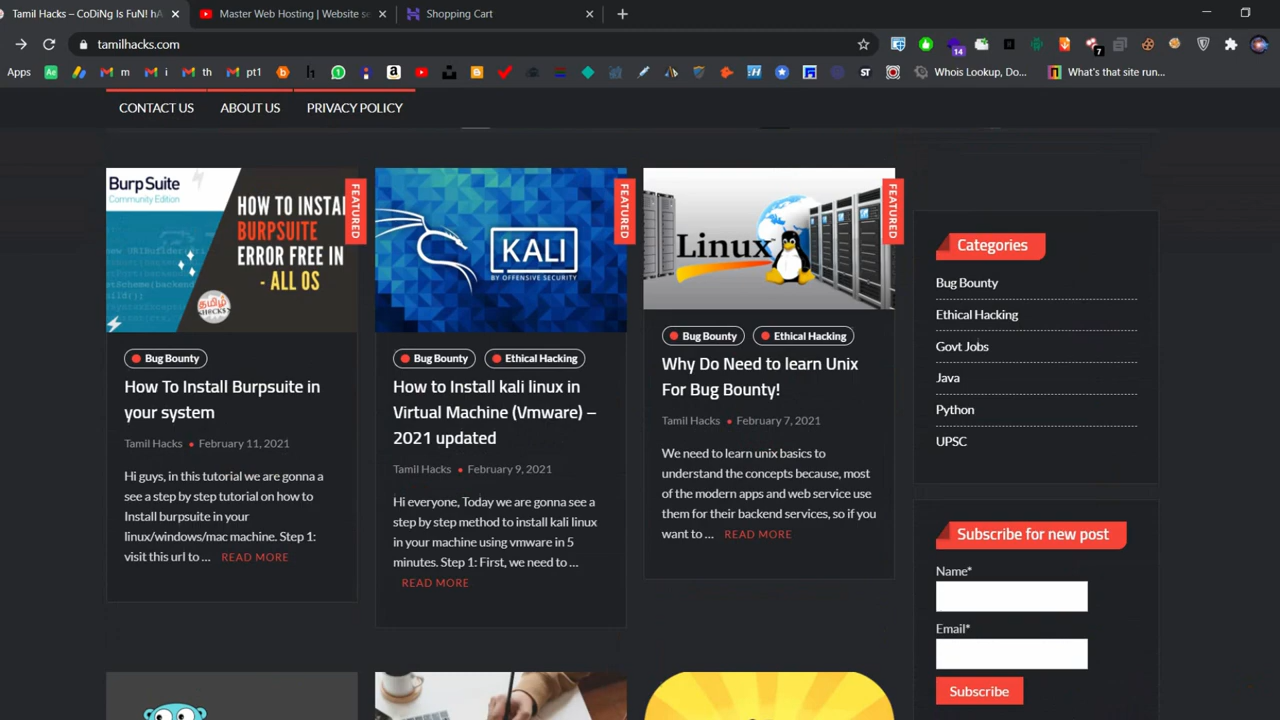 Tamil Hacks – CoDiNg Is FuN! hA
Master Web Hosting | Website se
Shopping Cart
tamilhacks.com
14
7
Apps
m
i
th
pt1
Whois Lookup, Do...
What's that site run...
CONTACT US
ABOUT US
PRIVACY POLICY
BurpSuite
Community Edition
HOW TO INSTAL
BURPSUITE
ERROR FREE IN
- ALL OS
தமிழ்
FEATURED
Bug Bounty
How To Install Burpsuite in
your system
Tamil Hacks
February 11, 2021
Hi guys, in this tutorial we are gonna a
see a step by step tutorial on how to
Install burpsuite in your
linux/windows/mac machine. Step 1:
visit this url to ... READ MORE
KALI
BY OFFENSIVE SECURITY
FEATURED
Bug Bounty
Ethical Hacking
How to Install kali linux in
Virtual Machine (Vmware) –
2021 updated
Tamil Hacks
February 9, 2021
Hi everyone, Today we are gonna see a
step by step method to install kali linux
in your machine using vmware in 5
minutes. Step 1: First, we need to ...
READ MORE
Linux
FEATURED
Bug Bounty
Ethical Hacking
Why Do Need to learn Unix
For Bug Bounty!
Tamil Hacks
February 7, 2021
We need to learn unix basics to
understand the concepts because, most
of the modern apps and web service use
them for their backend services, so if you
want to ... READ MORE
Categories
Bug Bounty
Ethical Hacking
Govt Jobs
Java
Python
UPSC
Subscribe for new post
Name*
Email*
Subscribe